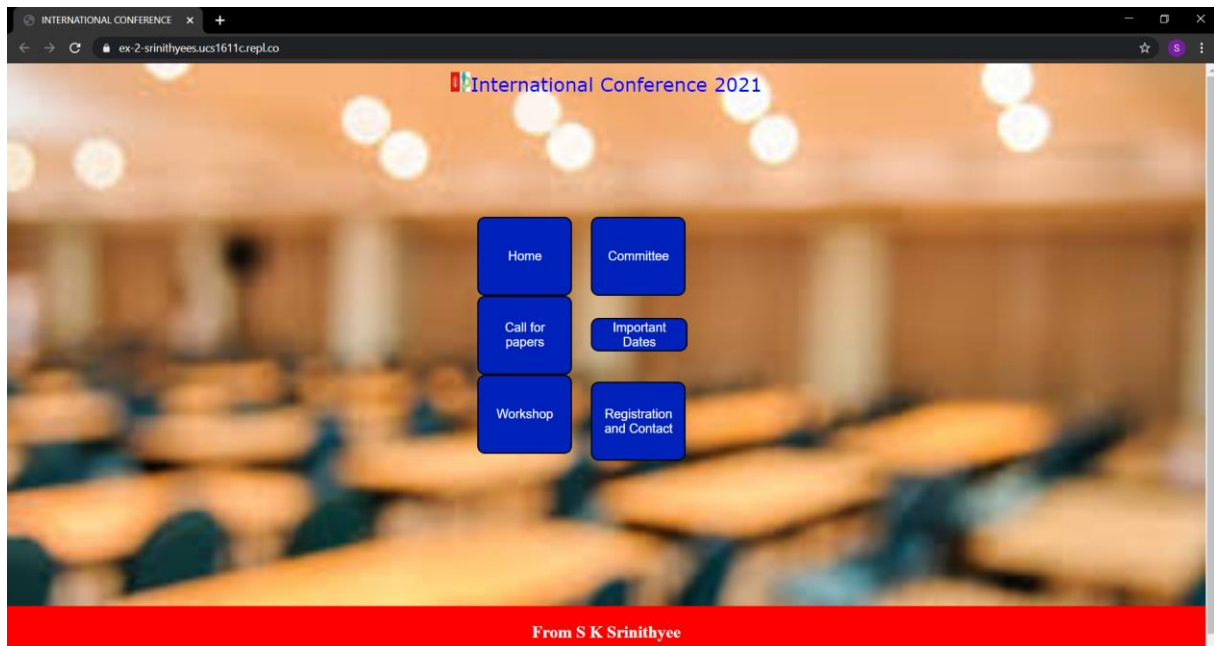 INTERNATIONAL CONFERENCE
ex-2-srinithyees.ucs1611c.repl.co
S
International Conference 2021
Home
Committee
Call for
papers
Important
Dates
Workshop
Registration
and Contact
From S K Srinithyee